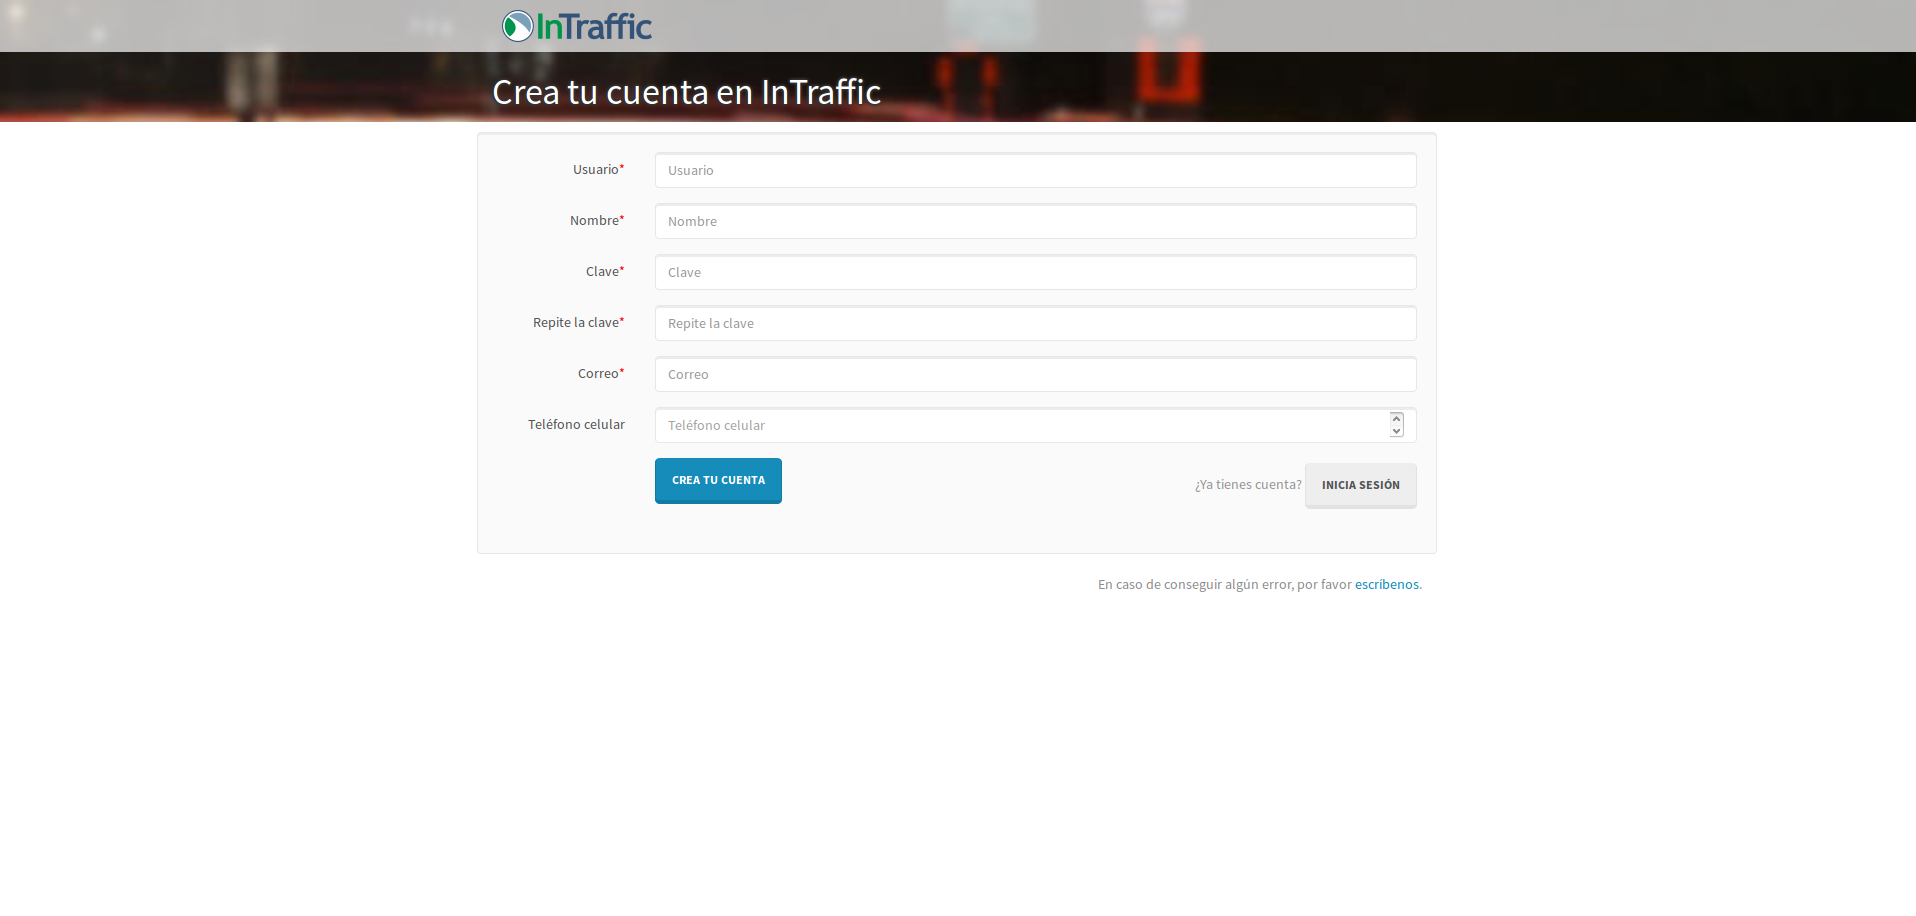 InTraffic
Crea tu cuenta en InTraffic
Usuario* Usuario
Nombre* Nombre
Clave* Clave
Repite la clave* Repite la clave
Correo* Correo
Teléfono celular Teléfono celular
CREA TU CUENTA ¿Ya tienes cuenta? INICIA SESIÓN
En caso de conseguir algún error, por favor escríbenos.